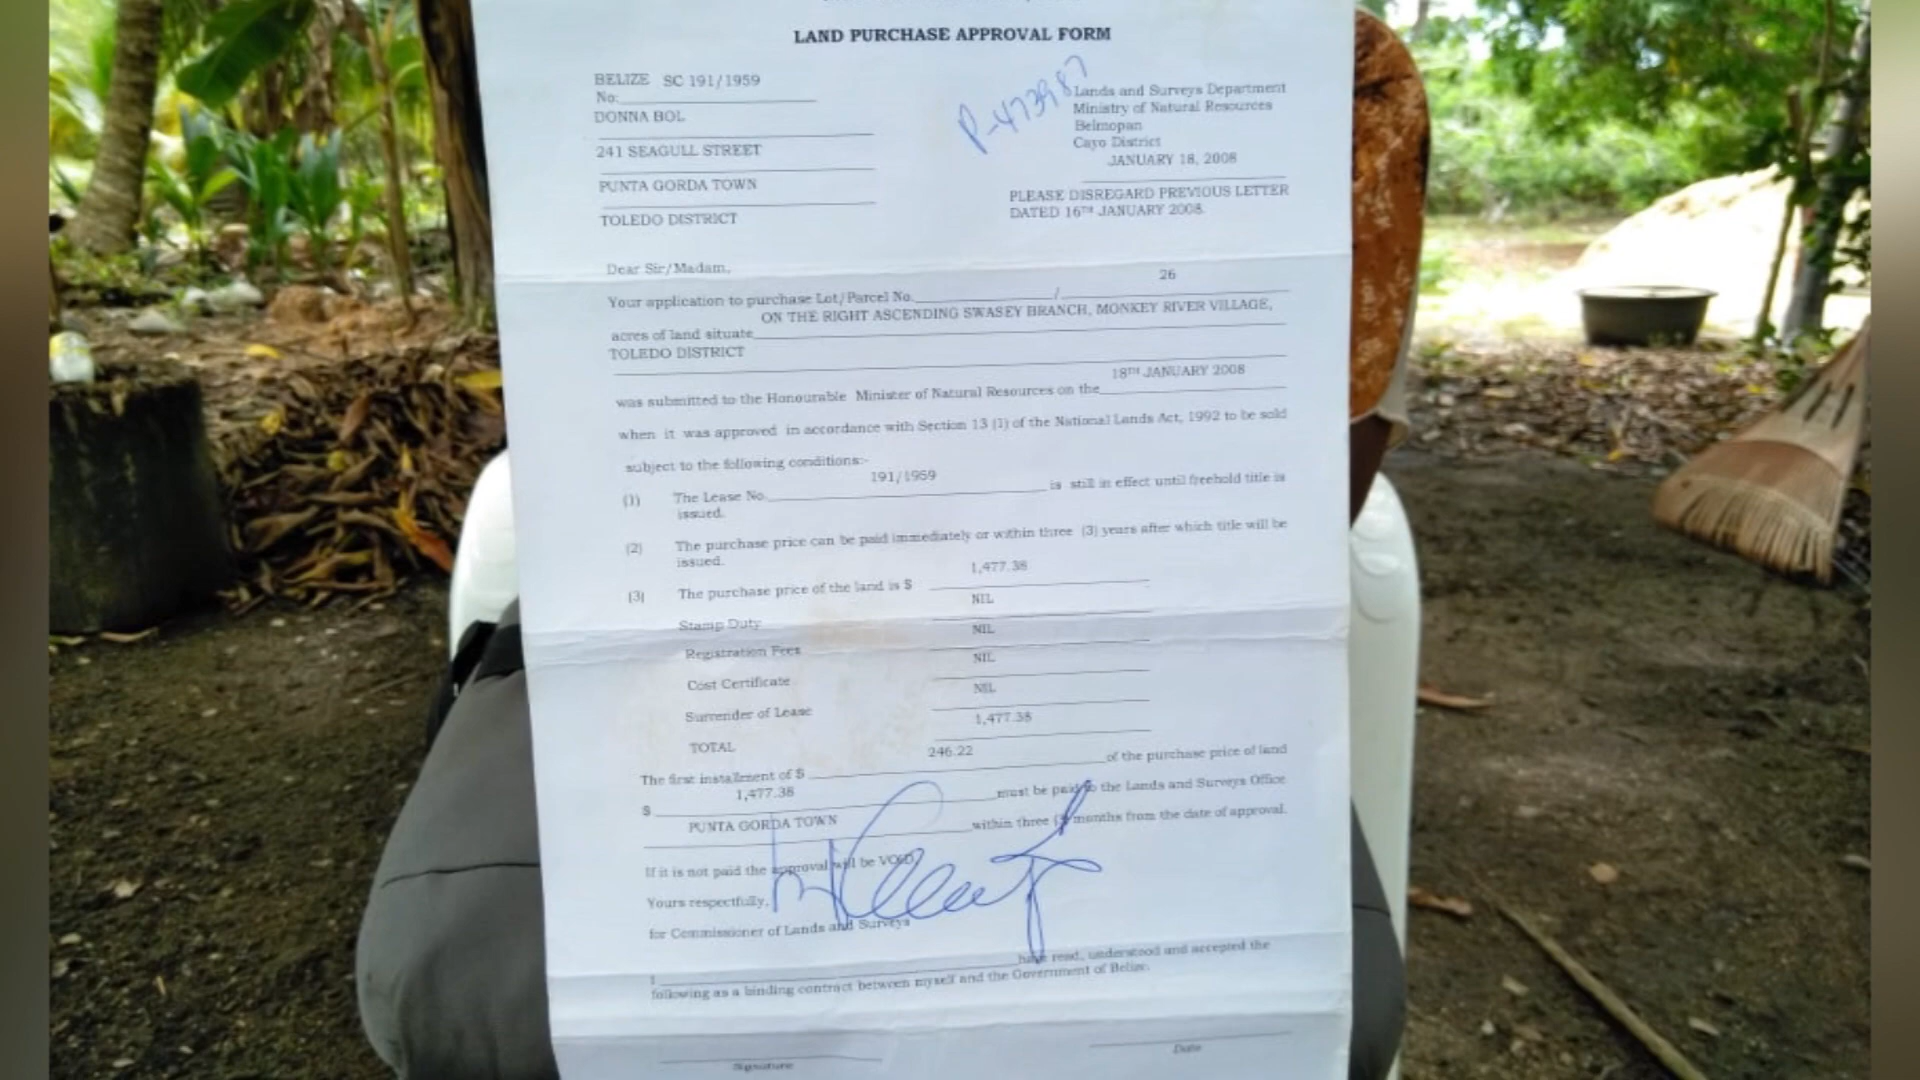 LAND PURCHASE APPROVAL FORM
BELIZE SC 191/1959
No:
DONNA BOL
241 SEAGULL STREET
PUNTA GORDA TOWN
TOLEDO DISTRICT
P-473987
Lands and Surveys Department
Ministry of Natural Resources
Belmopan
Cayo District
JANUARY 18, 2008
PLEASE DISREGARD PREVIOUS LETTER
DATED 16TH JANUARY 2008.
Dear Sir/Madam,
26
Your application to purchase Lot/Parcel No. /
ON THE RIGHT ASCENDING SWASEY BRANCH, MONKEY RIVER VILLAGE,
acres of land situate
TOLEDO DISTRICT
18TH JANUARY 2008
was submitted to the Honourable Minister of Natural Resources on the
when it was approved in accordance with Section 13 (1) of the National Lands Act, 1992 to be sold
subject to the following conditions:-
191/1959
(1) The Lease No. is still in effect until freehold title is
issued.
(2) The purchase price can be paid immediately or within three (3) years after which title will be
issued.
1,477.38
(3) The purchase price of the land is $
NIL
Stamp Duty
NIL
Registration Fees
NIL
Cost Certificate
NIL
Surrender of Lease
1,477.38
TOTAL
246.22
The first installment of $ of the purchase price of land
1,477.38
$ must be paid to the Lands and Surveys Office
PUNTA GORDA TOWN
within three months from the date of approval.
If it is not paid the approval will be VOID.
Yours respectfully,
for Commissioner of Lands and Surveys
I have read, understood and accepted the
following as a binding contract between myself and the Government of Belize.
Signature
Date